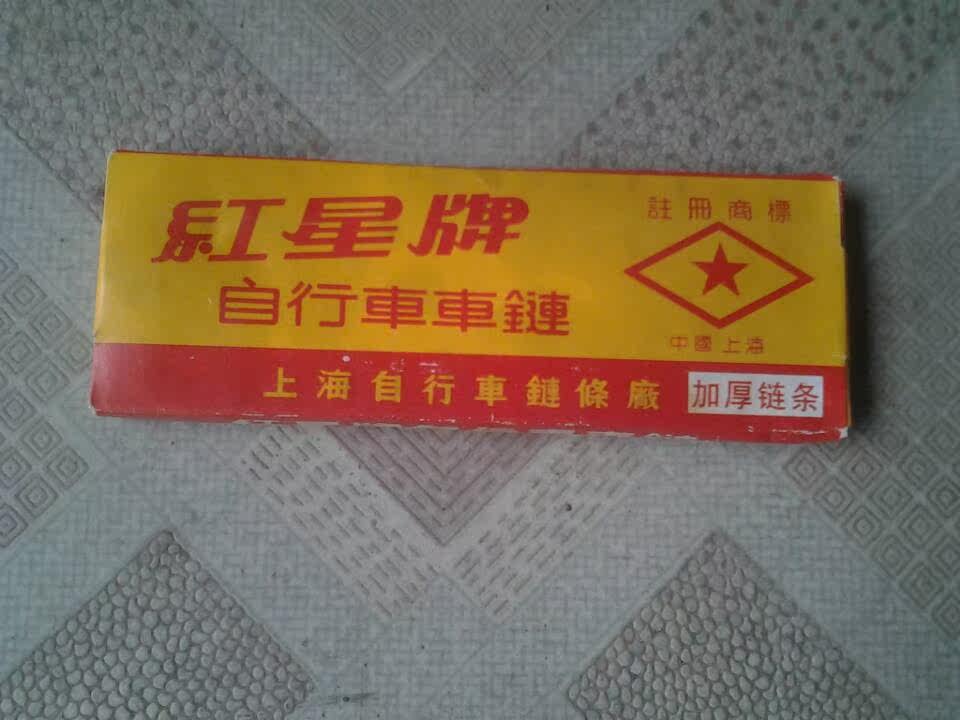 紅星牌
自行車車鏈
註冊商標
中國上海
上海自行車鏈條廠
加厚链条